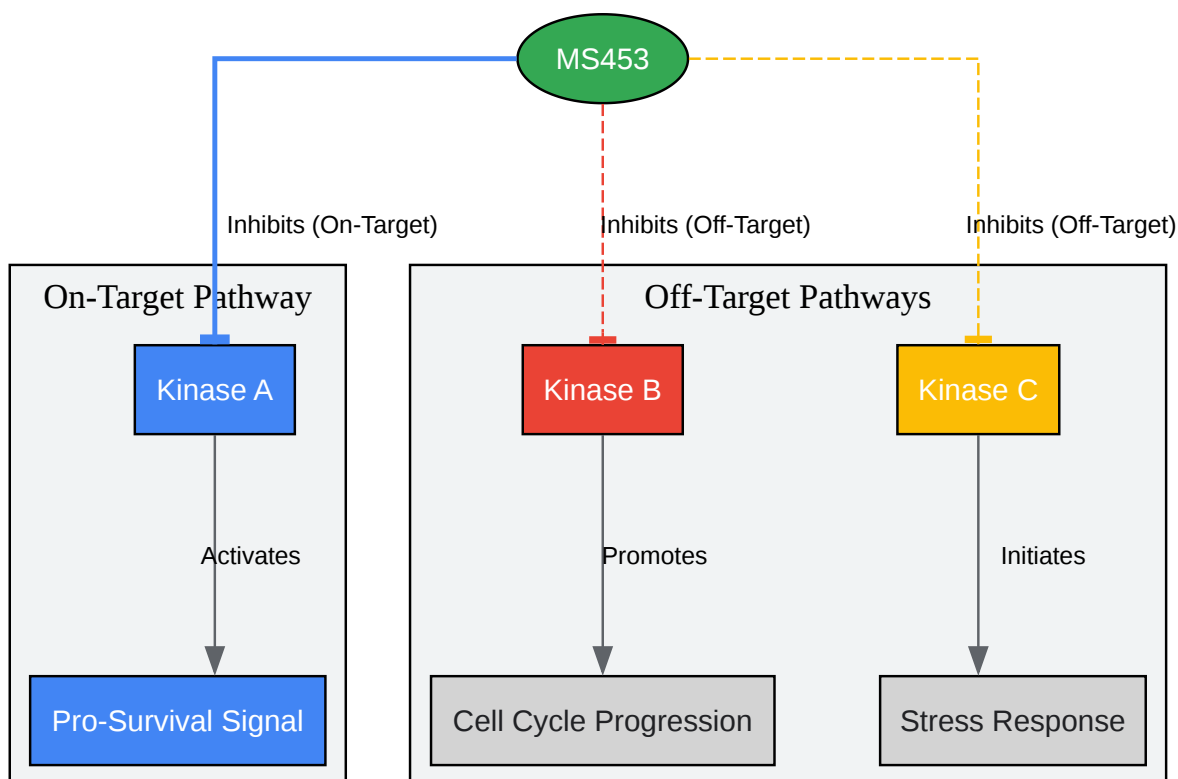 MS453
Inhibits (On-Target)
Inhibits (Off-Target)
Inhibits (Off-Target)
On-Target Pathway
Off-Target Pathways
Kinase A
Kinase B
Kinase C
Activates
Promotes
Initiates
Pro-Survival Signal
Cell Cycle Progression
Stress Response